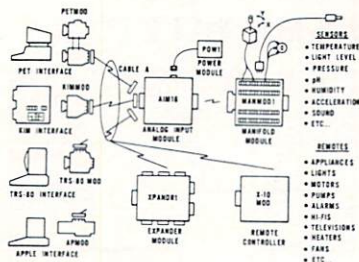 PETMOD
PET INTERFACE
KIMMOD
KIM INTERFACE
TRS-80 INTERFACE
TRS-80 MOD
APPLE INTERFACE
APMOD
CABLE A
POW1
POWER
MODULE
AIM16
ANALOG INPUT
MODULE
MANMOD1
MANIFOLD
MODULE
XPANDR1
EXPANDER
MODULE
X-10
MOD
REMOTE
CONTROLLER
SENSORS
• TEMPERATURE
• LIGHT LEVEL
• PRESSURE
• pH
• HUMIDITY
• ACCELERATION
• SOUND
• ETC...
REMOTES
• APPLIANCES
• LIGHTS
• MOTORS
• PUMPS
• ALARMS
• HI-FIS
• TELEVISIONS
• HEATERS
• FANS
• ETC...